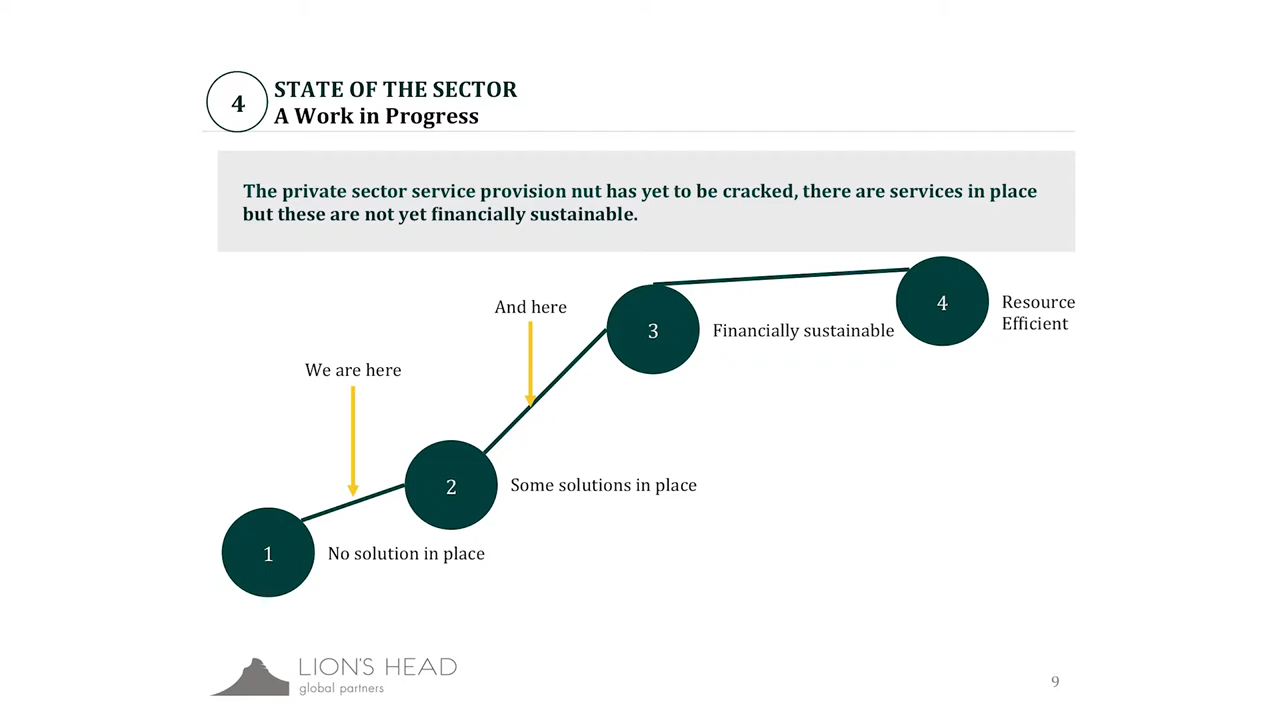 4
STATE OF THE SECTOR
A Work in Progress
The private sector service provision nut has yet to be cracked, there are services in place
but these are not yet financially sustainable.
And here
We are here
4
Resource
Efficient
3
Financially sustainable
2
Some solutions in place
1
No solution in place
LION'S HEAD
global partners
9